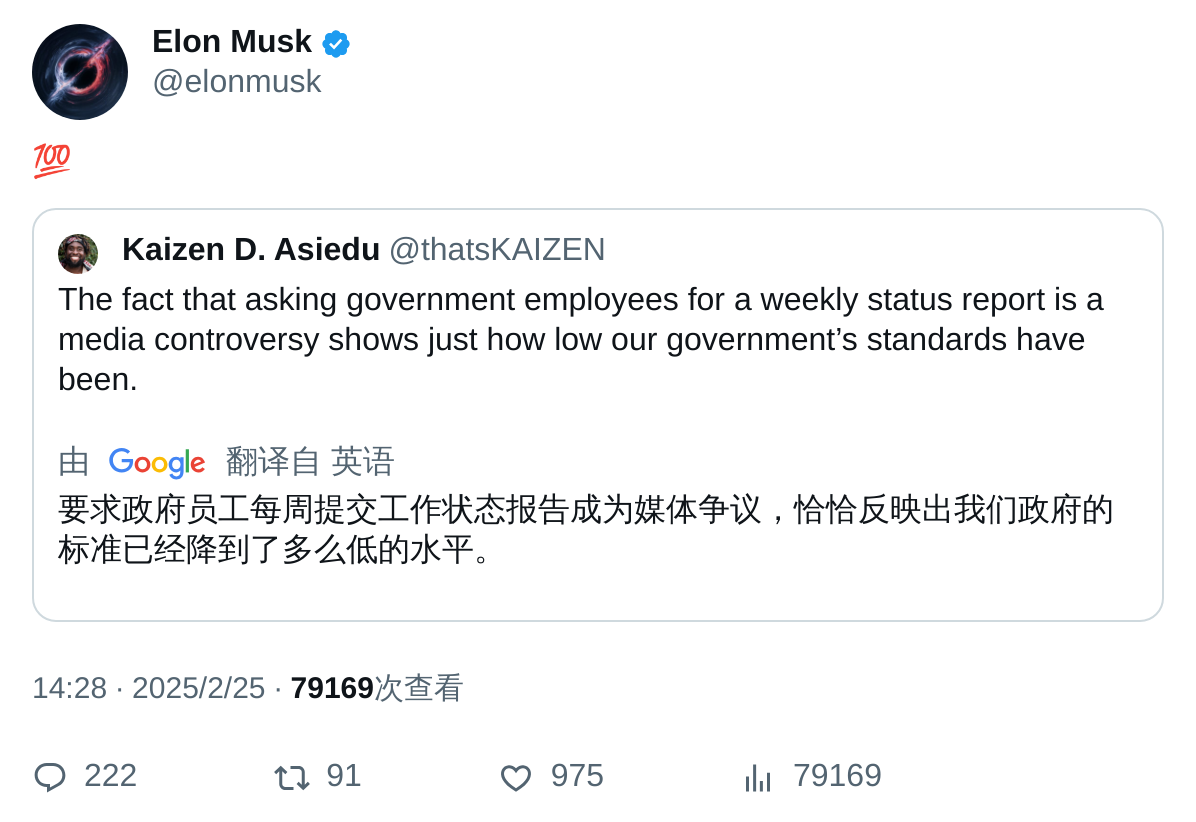 Elon Musk
@elonmusk
💯
Kaizen D. Asiedu @thatsKAIZEN
The fact that asking government employees for a weekly status report is a
media controversy shows just how low our government’s standards have
been.
由 Google 翻译自 英语
要求政府员工每周提交工作状态报告成为媒体争议，恰恰反映出我们政府的
标准已经降到了多么低的水平。
14:28 · 2025/2/25 · 79169次查看
222 91 975 79169